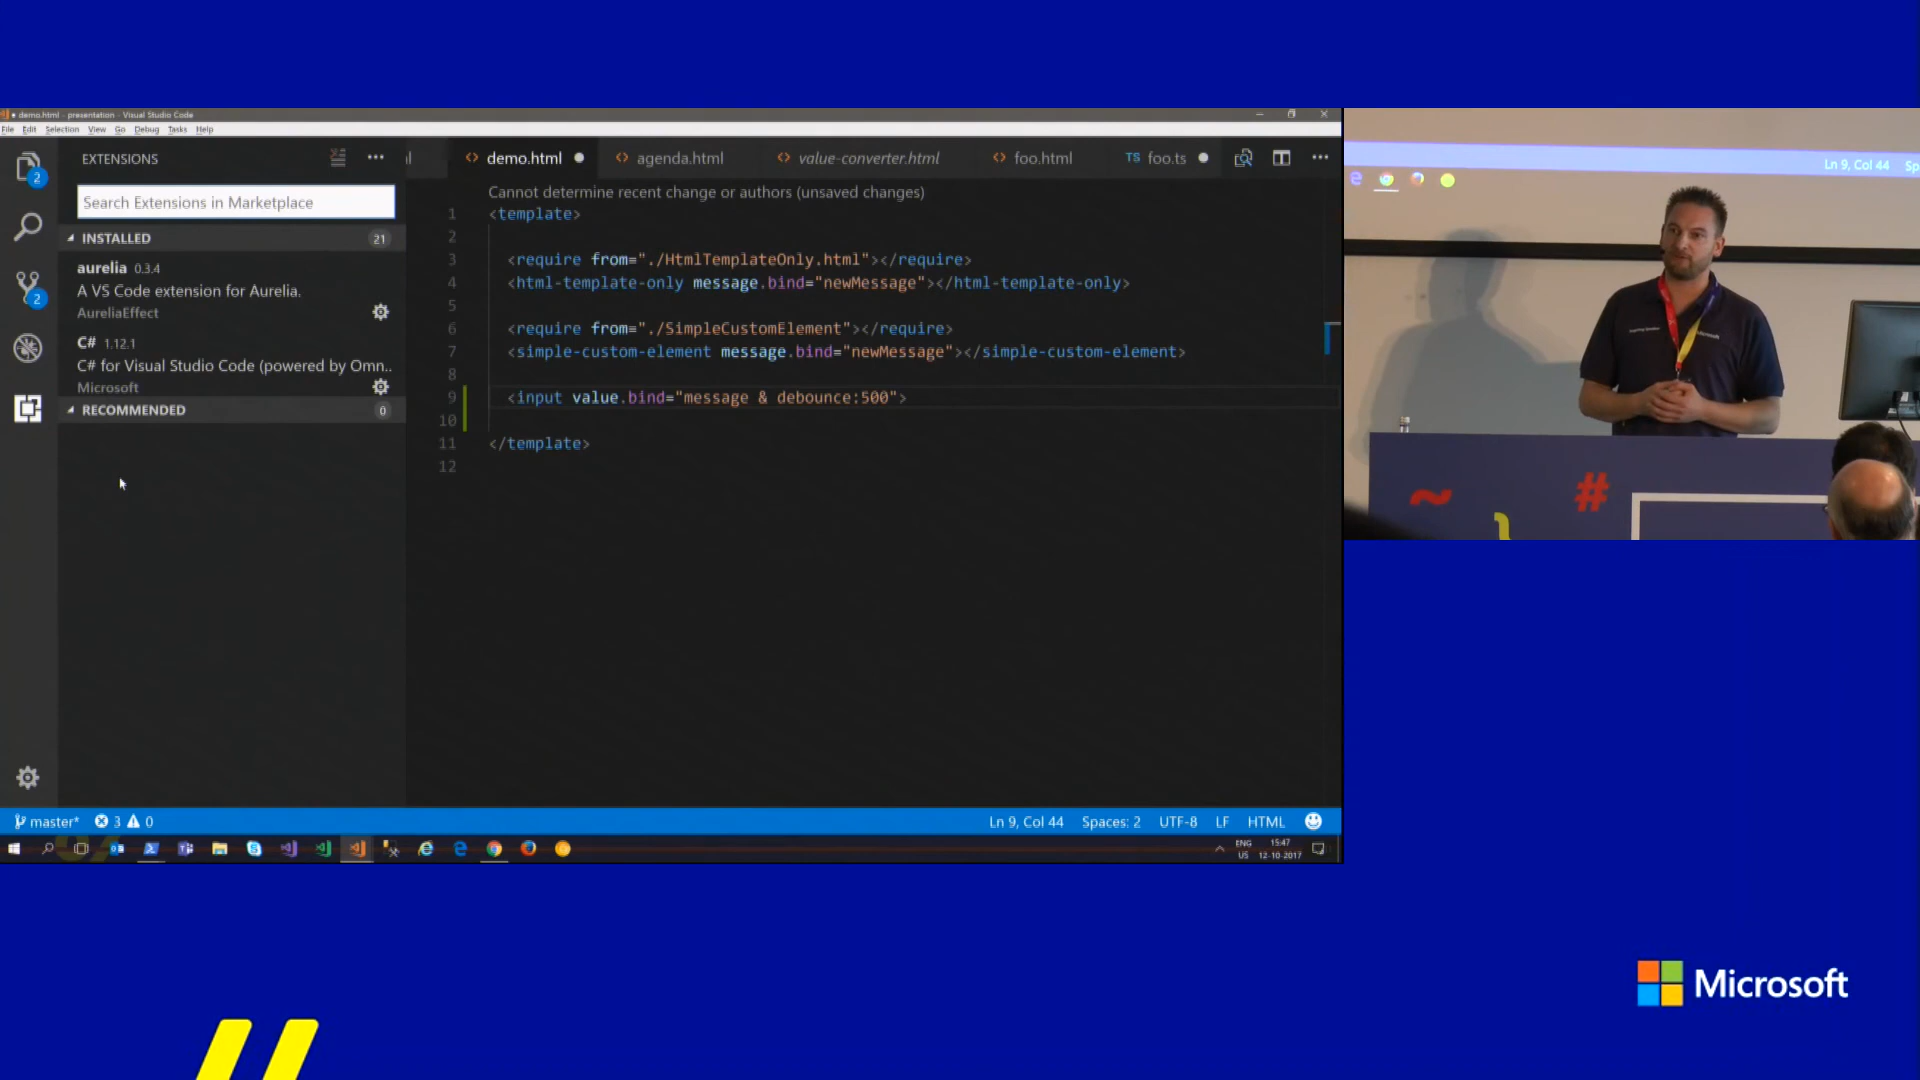 demo.html - presentation - Visual Studio Code
File Edit Selection View Go Debug Tasks Help
EXTENSIONS
demo.html
agenda.html
value-converter.html
foo.html
TS foo.ts
Search Extensions in Marketplace
Cannot determine recent change or authors (unsaved changes)
INSTALLED 21
aurelia 0.3.4
A VS Code extension for Aurelia.
AureliaEffect
C# 1.12.1
C# for Visual Studio Code (powered by Omn..
Microsoft
RECOMMENDED 0
1 <template>
2
3 <require from="./HtmlTemplateOnly.html"></require>
4 <html-template-only message.bind="newMessage"></html-template-only>
5
6 <require from="./SimpleCustomElement"></require>
7 <simple-custom-element message.bind="newMessage"></simple-custom-element>
8
9 <input value.bind="message & debounce:500">
10
11 </template>
12
2
2
master* 3 0
Ln 9, Col 44 Spaces: 2 UTF-8 LF HTML
ENG
US
15:47
12-10-2017
Ln 9, Col 44 Sp
Microsoft
~ } #
Microsoft
//